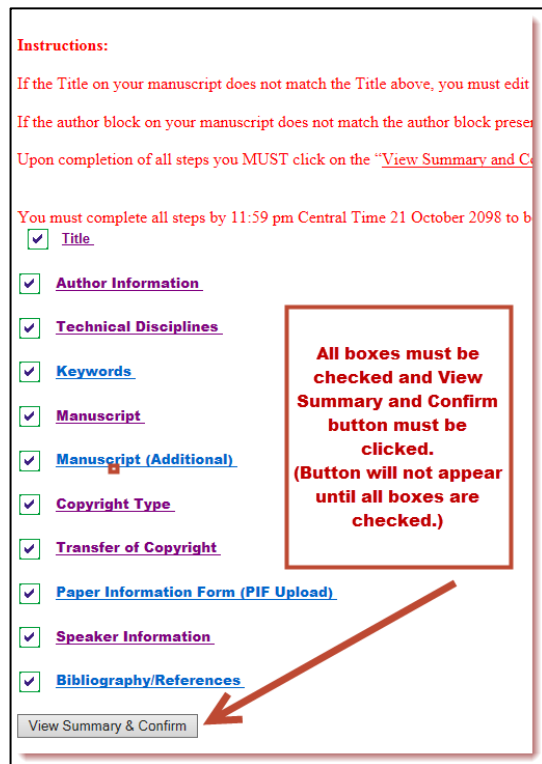 Instructions:
If the Title on your manuscript does not match the Title above, you must edit
If the author block on your manuscript does not match the author block
Upon completion of all steps you MUST click on the “View Summary and
You must complete all steps by 11:59 pm Central Time 21 October 2098 to
Title
Author Information
Technical Disciplines
Keywords
Manuscript
Manuscript (Additional)
Copyright Type
Transfer of Copyright
Paper Information Form (PIF Upload)
Speaker Information
Bibliography/References
All boxes must be
checked and View
Summary and Confirm
button must be
clicked.
(Button will not appear
until all boxes are
checked.)
View Summary & Confirm